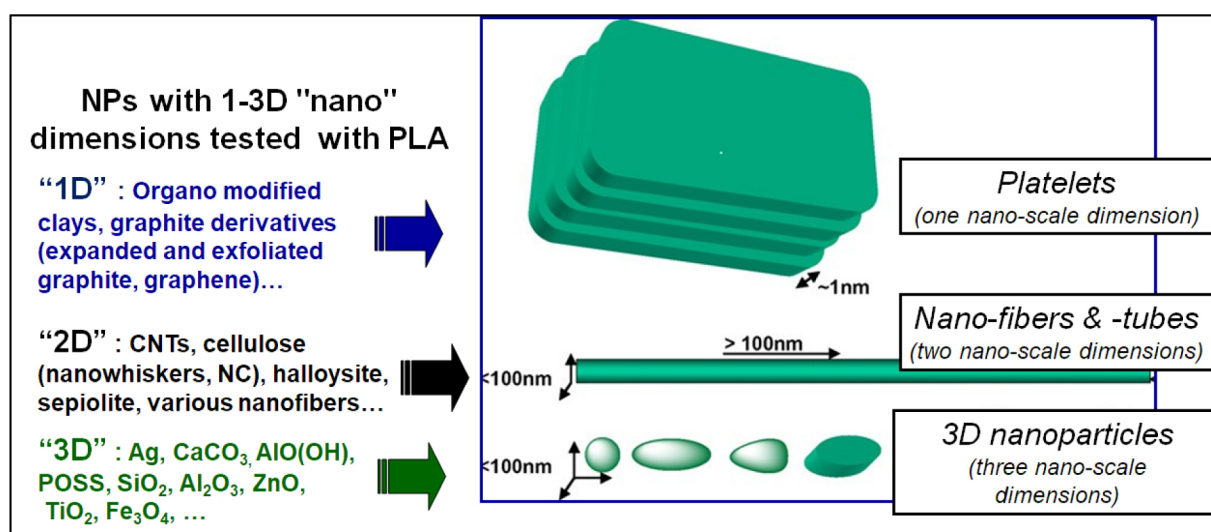 NPs with 1-3D "nano"
dimensions tested with PLA
“1D” : Organo modified
clays, graphite derivatives
(expanded and exfoliated
graphite, graphene)…
“2D” : CNTs, cellulose
(nanowhiskers, NC), halloysite,
sepiolite, various nanofibers…
“3D” : Ag, CaCO₃, AlO(OH),
POSS, SiO₂, Al₂O₃, ZnO,
TiO₂, Fe₃O₄, …
~1nm
Platelets
(one nano-scale dimension)
> 100nm
<100nm
Nano-fibers & -tubes
(two nano-scale dimensions)
<100nm
3D nanoparticles
(three nano-scale
dimensions)